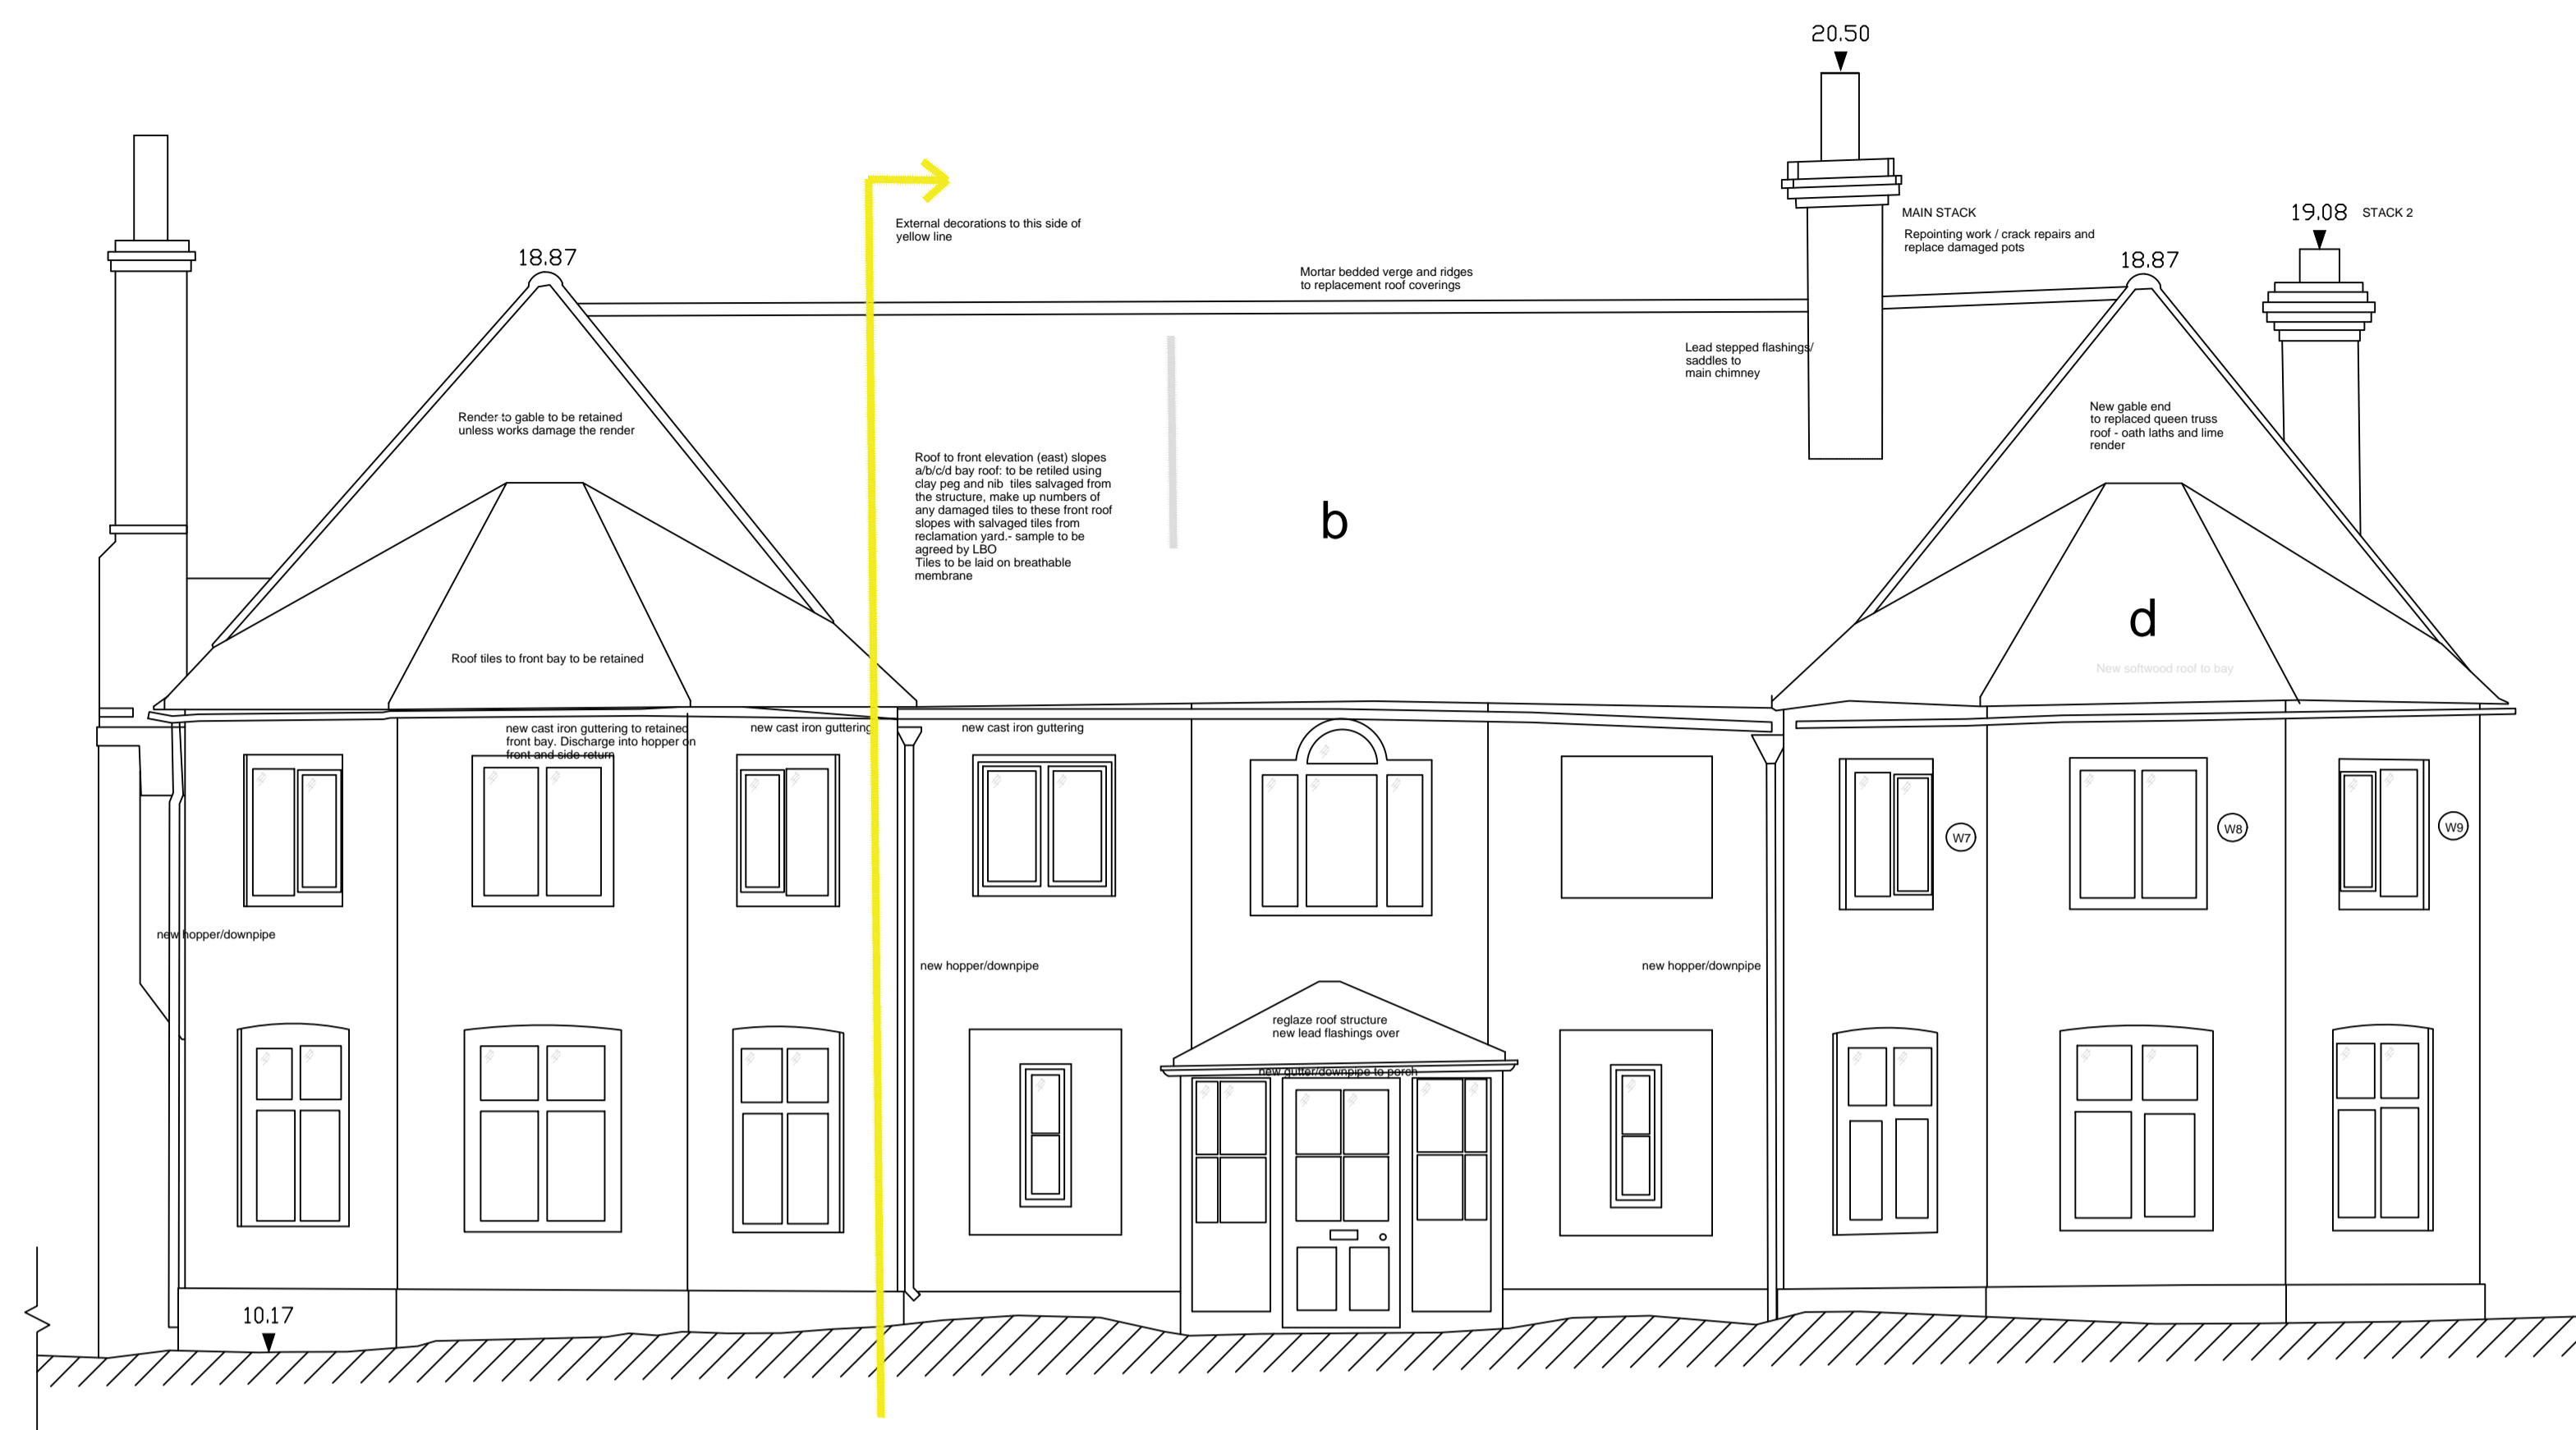 20.50
MAIN STACK
19.08
STACK 2
External decorations to this side of
yellow line
Repointing work / crack repairs and
replace damaged pots
18.87
18.87
Mortar bedded verge and ridges
to replacement roof coverings
Lead stepped flashings/
saddles to
main chimney
Render to gable to be retained
unless works damage the render
New gable end
to replaced queen truss
roof - oath laths and lime
render
Roof to front elevation (east) slopes
a/b/c/d bay roof: to be retiled using
clay peg and nib tiles salvaged from
the structure, make up numbers of
any damaged tiles to these front roof
slopes with salvaged tiles from
reclamation yard.- sample to be
agreed by LBO
Tiles to be laid on breathable
membrane
b
d
Roof tiles to front bay to be retained
New softwood roof to bay
new cast iron guttering to retained
front bay. Discharge into hopper on
front and side return
new cast iron guttering
new cast iron guttering
W7
W8
W9
new hopper/downpipe
new hopper/downpipe
new hopper/downpipe
reglaze roof structure
new lead flashings over
new gutter/downpipe to porch
10.17